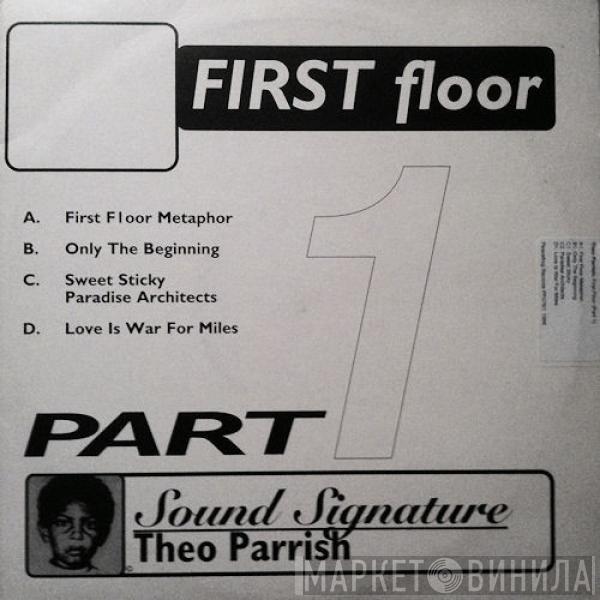 FIRST floor
1
A. First Floor Metaphor
B. Only The Beginning
C. Sweet Sticky
Paradise Architects
D. Love Is War For Miles
PART
Sound Signature
Theo Parrish
©
МАРКЕТ ВИНИЛА